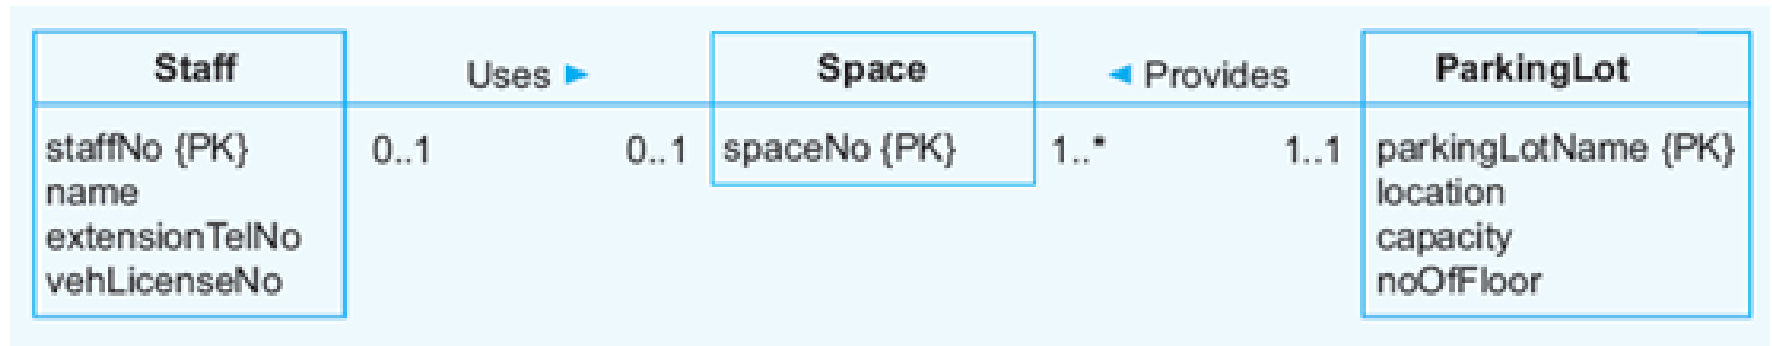 Staff
Uses ►
Space
◄ Provides
ParkingLot
staffNo {PK}
name
extensionTelNo
vehLicenseNo
0..1
0..1
spaceNo {PK}
1..*
1..1
parkingLotName {PK}
location
capacity
noOfFloor